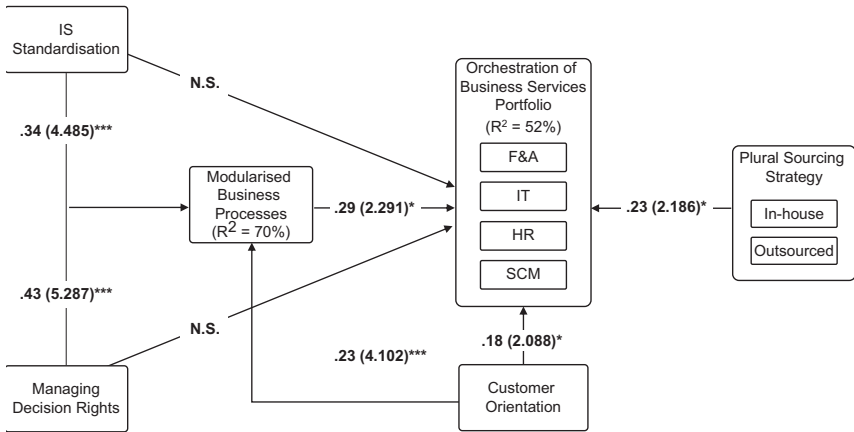 IS
Standardisation
N.S.
.34 (4.485)***
Orchestration of
Business Services
Portfolio
(R² = 52%)
F&A
IT
HR
SCM
Modularised
Business
Processes
(R² = 70%)
.29 (2.291)*
.23 (2.186)*
Plural Sourcing
Strategy
In-house
Outsourced
.43 (5.287)***
N.S.
.23 (4.102)***
.18 (2.088)*
Managing
Decision Rights
Customer
Orientation